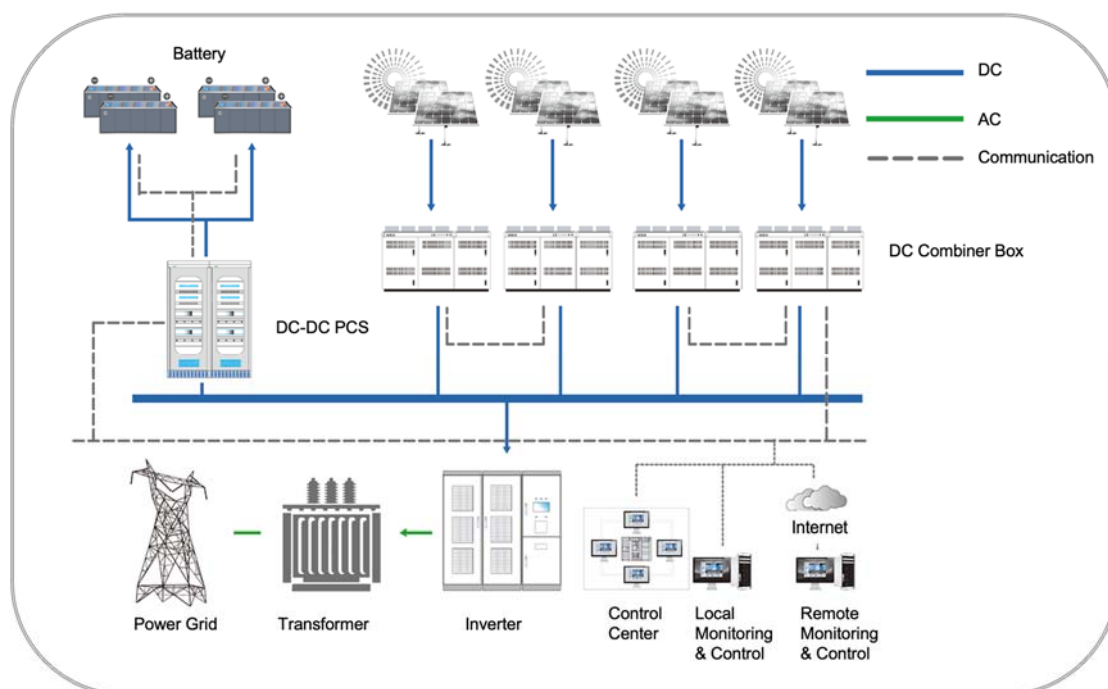 Battery
DC
AC
Communication
DC Combiner Box
DC-DC PCS
Internet
Power Grid
Transformer
Inverter
Control
Center
Local
Monitoring
& Control
Remote
Monitoring
& Control